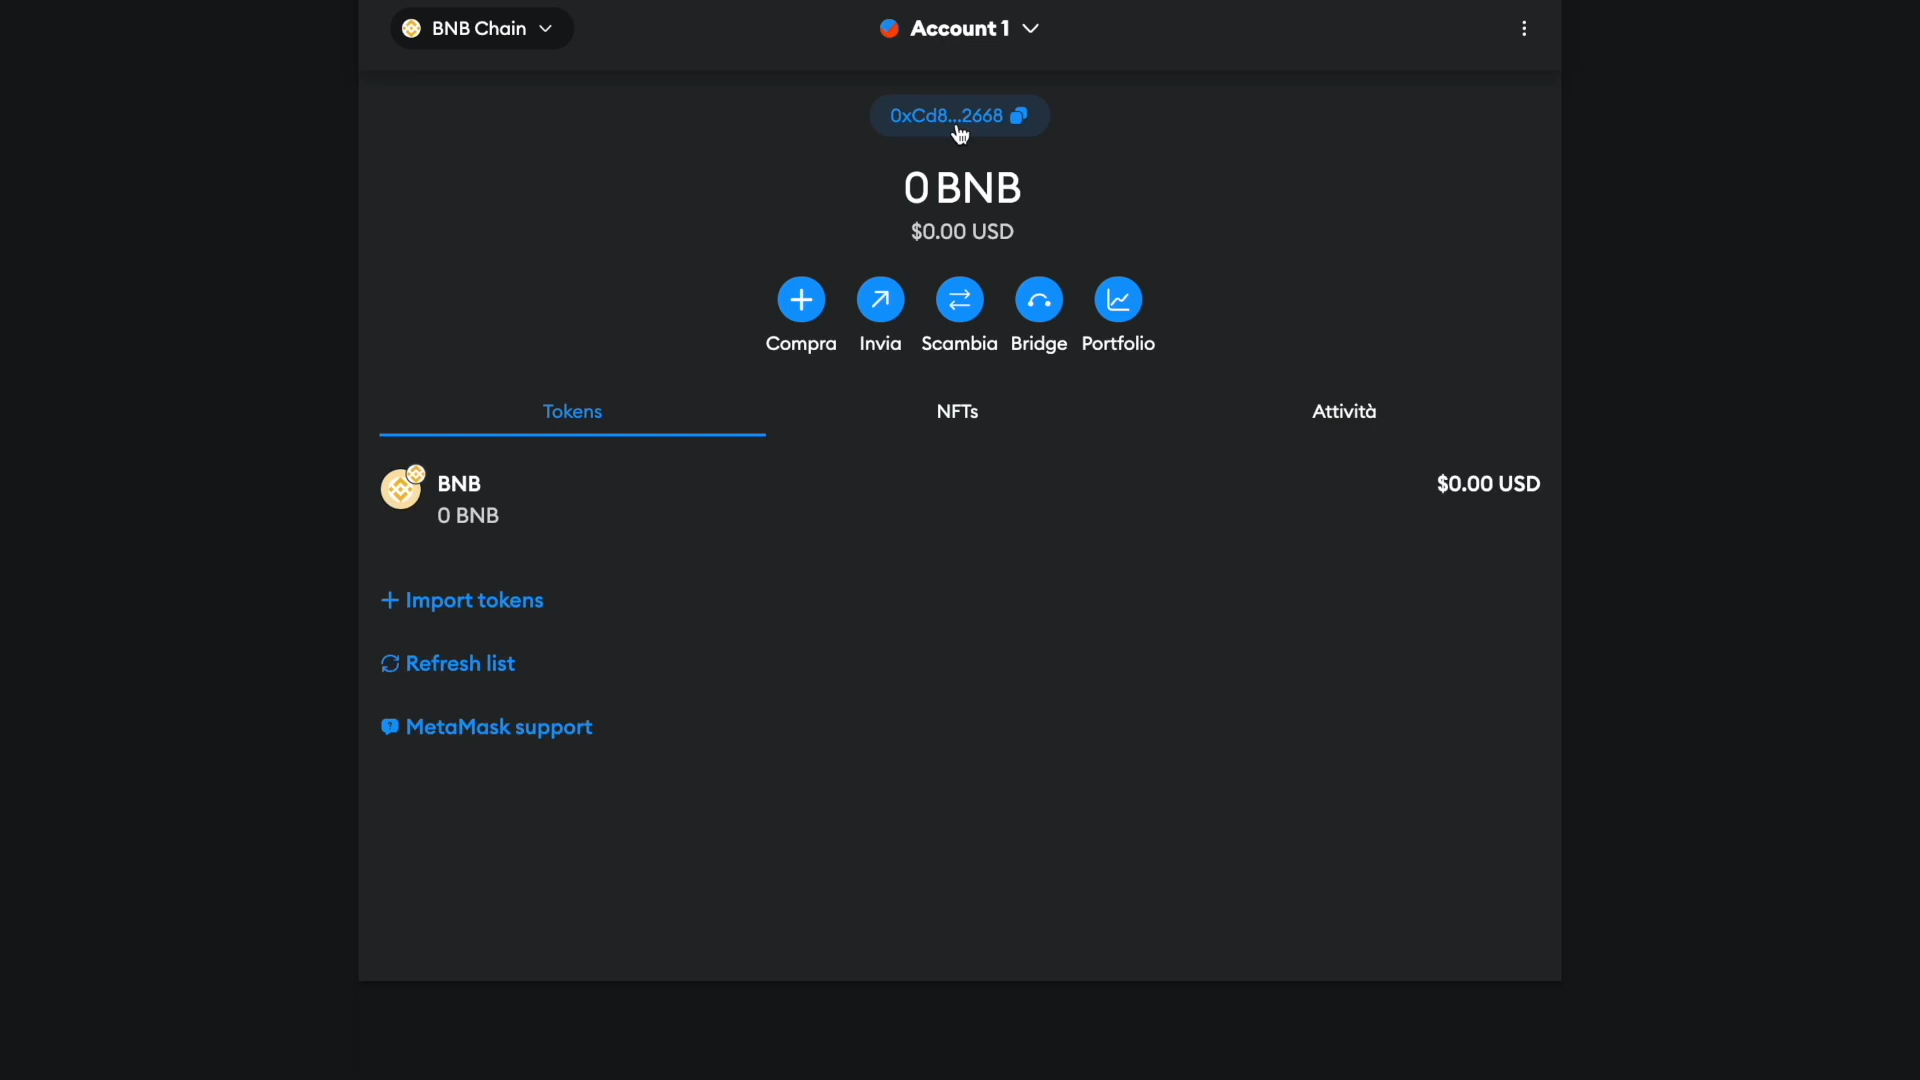 BNB Chain
Account 1
0xCd8...2668
0 BNB
$0.00 USD
Compra
Invia
Scambia
Bridge
Portfolio
Tokens
NFTs
Attività
BNB
$0.00 USD
0 BNB
Import tokens
Refresh list
MetaMask support